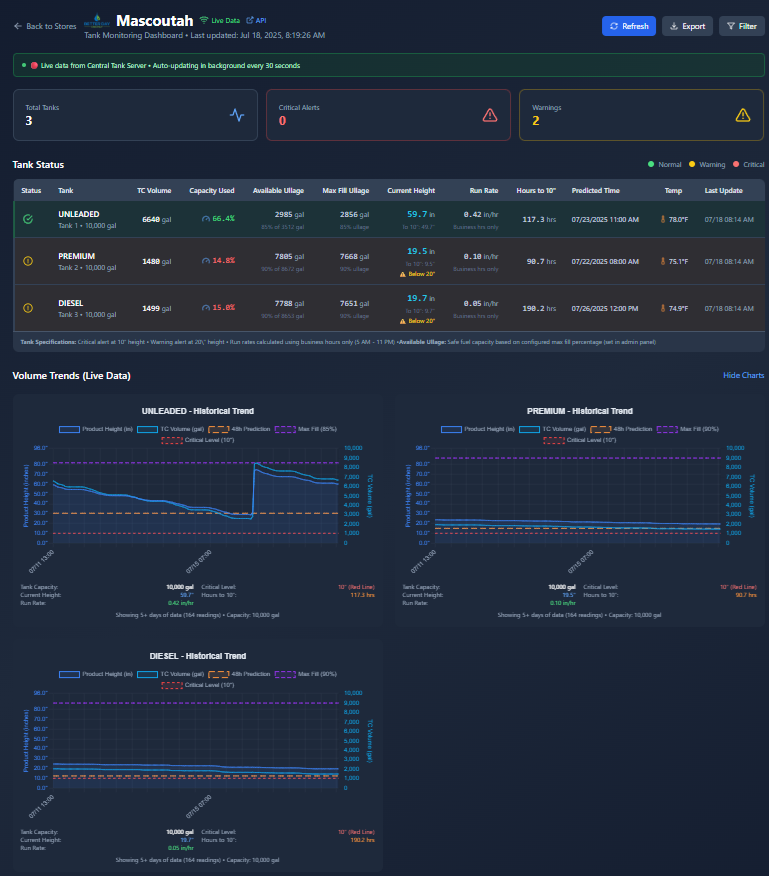 Back to Stores
Mascoutah
Live Data
API
Refresh
Export
Filter
Tank Monitoring Dashboard • Last updated: Jul 18, 2025, 8:19:26 AM
Live data from Central Tank Server • Auto-updating in background every 30 seconds
Total Tanks
3
Critical Alerts
0
Warnings
2
Tank Status
Normal Warning Critical
Status Tank TC Volume Capacity Used Available Ullage Max Fill Ullage Current Height Run Rate Hours to 10" Predicted Time Temp Last Update
UNLEADED 6640 gal 66.4% 2985 gal 2856 gal 59.7 in 0.42 in/hr 117.3 hrs 07/23/2025 11:00 AM 78.0°F 07/18 08:14 AM
Tank 1 • 10,000 gal 85% ullage To 10": 49.7" Business hrs only
PREMIUM 1480 gal 14.8% 7805 gal 7668 gal 19.5 in 0.10 in/hr 90.7 hrs 07/22/2025 08:00 AM 75.1°F 07/18 08:14 AM
Tank 2 • 10,000 gal 90% ullage To 10": 9.5" Business hrs only
Below 20"
DIESEL 1499 gal 15.0% 7788 gal 7651 gal 19.7 in 0.05 in/hr 190.2 hrs 07/26/2025 12:00 PM 74.9°F 07/18 08:14 AM
Tank 3 • 10,000 gal 90% ullage To 10": 9.7" Business hrs only
Below 20"
Tank Specifications: Critical alert at 10" height • Warning alert at 20\" height • Run rates calculated using business hours only (5 AM - 11 PM) •Available Ullage: Safe fuel capacity based on configured max fill percentage (set in admin panel)
Volume Trends (Live Data)
Hide Charts
UNLEADED - Historical Trend
Product Height (in) TC Volume (gal) 48h Prediction Max Fill (85%)
Critical Level (10")
Product Height (inches)
98.0"
80.0"
70.0"
60.0"
50.0"
40.0"
30.0"
20.0"
10.0"
0.0"
10,000
9,000
8,000
7,000
6,000
5,000
4,000
3,000
2,000
1,000
0
TC Volume (gal)
07/11 13:00
07/15 07:00
Tank Capacity: 10,000 gal Critical Level: 10" (Red Line)
Current Height: 59.7" Hours to 10": 117.3 hrs
Run Rate: 0.42 in/hr
Showing 5+ days of data (164 readings) • Capacity: 10,000 gal
PREMIUM - Historical Trend
Product Height (in) TC Volume (gal) 48h Prediction Max Fill (90%)
Critical Level (10")
Product Height (inches)
98.0"
80.0"
70.0"
60.0"
50.0"
40.0"
30.0"
20.0"
10.0"
0.0"
10,000
9,000
8,000
7,000
6,000
5,000
4,000
3,000
2,000
1,000
0
TC Volume (gal)
07/11 13:00
07/15 07:00
Tank Capacity: 10,000 gal Critical Level: 10" (Red Line)
Current Height: 19.5" Hours to 10": 90.7 hrs
Run Rate: 0.10 in/hr
Showing 5+ days of data (164 readings) • Capacity: 10,000 gal
DIESEL - Historical Trend
Product Height (in) TC Volume (gal) 48h Prediction Max Fill (90%)
Critical Level (10")
Product Height (inches)
98.0"
80.0"
70.0"
60.0"
50.0"
40.0"
30.0"
20.0"
10.0"
0.0"
10,000
9,000
8,000
7,000
6,000
5,000
4,000
3,000
2,000
1,000
0
TC Volume (gal)
07/11 13:00
07/15 07:00
Tank Capacity: 10,000 gal Critical Level: 10" (Red Line)
Current Height: 19.7" Hours to 10": 190.2 hrs
Run Rate: 0.05 in/hr
Showing 5+ days of data (164 readings) • Capacity: 10,000 gal